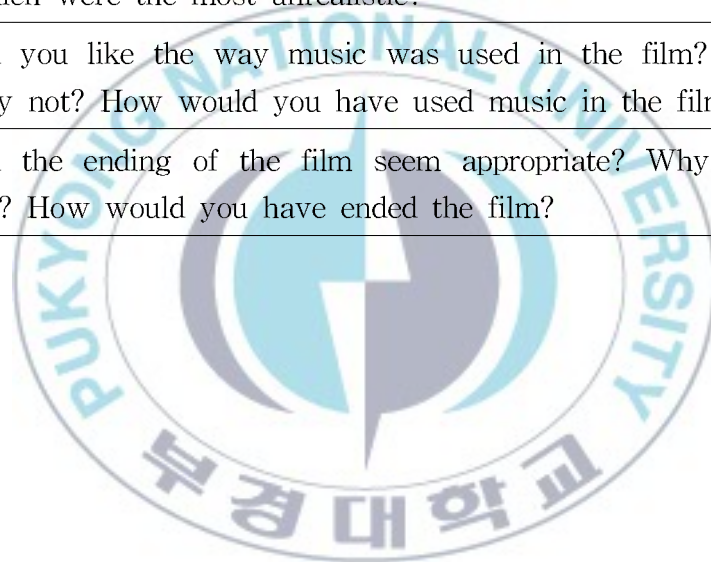 were the most unrealistic?
you like the way music was used in the film?
not? How would you have used music in the
the ending of the film seem appropriate? Why
? How would you have ended the film?
PUKYONG NATIONAL UNIVERSITY
부경대학교